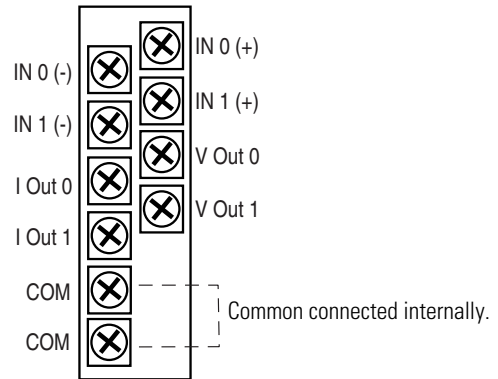 IN 0 (+)
IN 0 (-)
IN 1 (+)
IN 1 (-)
V Out 0
I Out 0
V Out 1
I Out 1
COM
Common connected internally.
COM